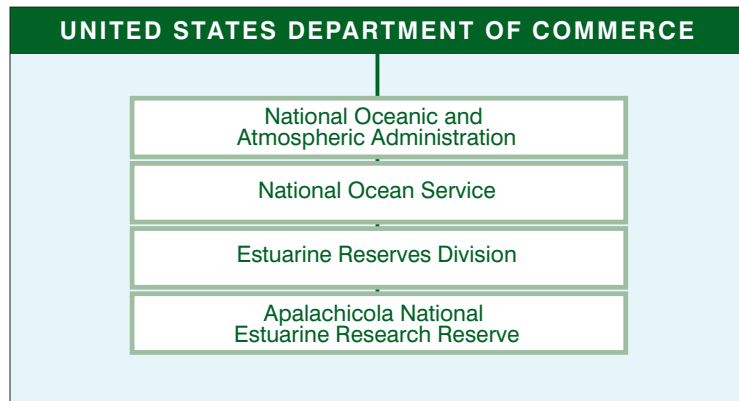 UNITED STATES DEPARTMENT OF COMMERCE
National Oceanic and
Atmospheric Administration
National Ocean Service
Estuarine Reserves Division
Apalachicola National
Estuarine Research Reserve